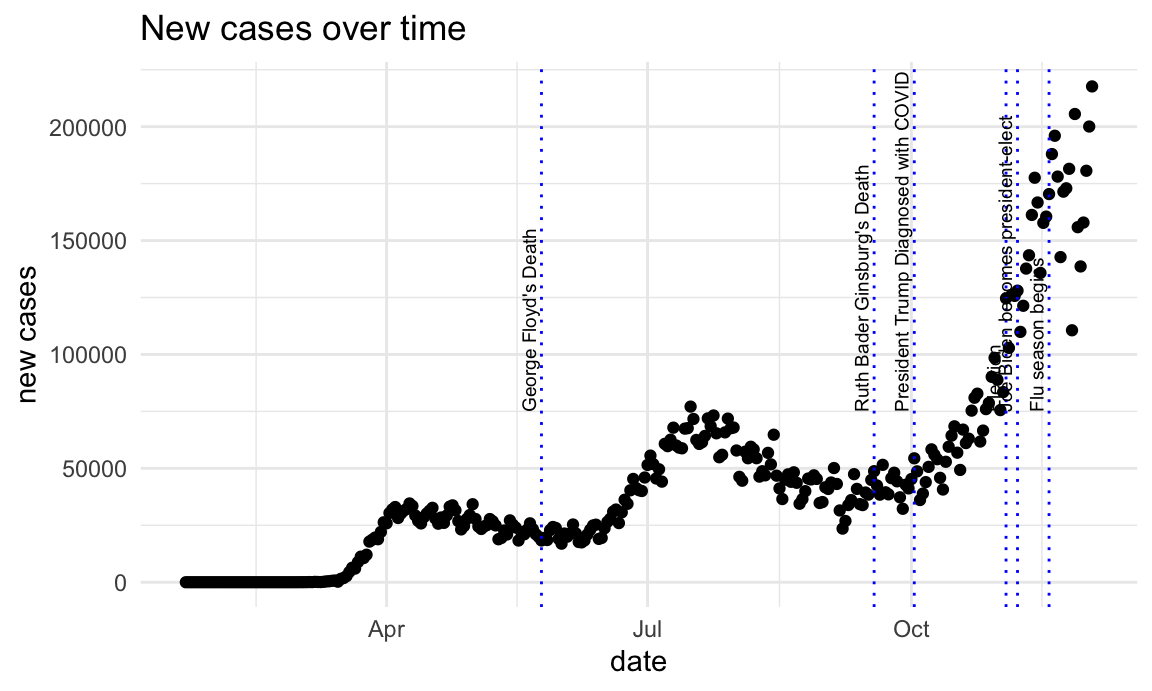 New cases over time
new cases
200000
150000
100000
50000
0
George Floyd's Death
Ruth Bader Ginsburg's Death
President Trump Diagnosed with COVID
Joe Biden becomes president-elect
Flu season begins
Apr
Jul
Oct
date